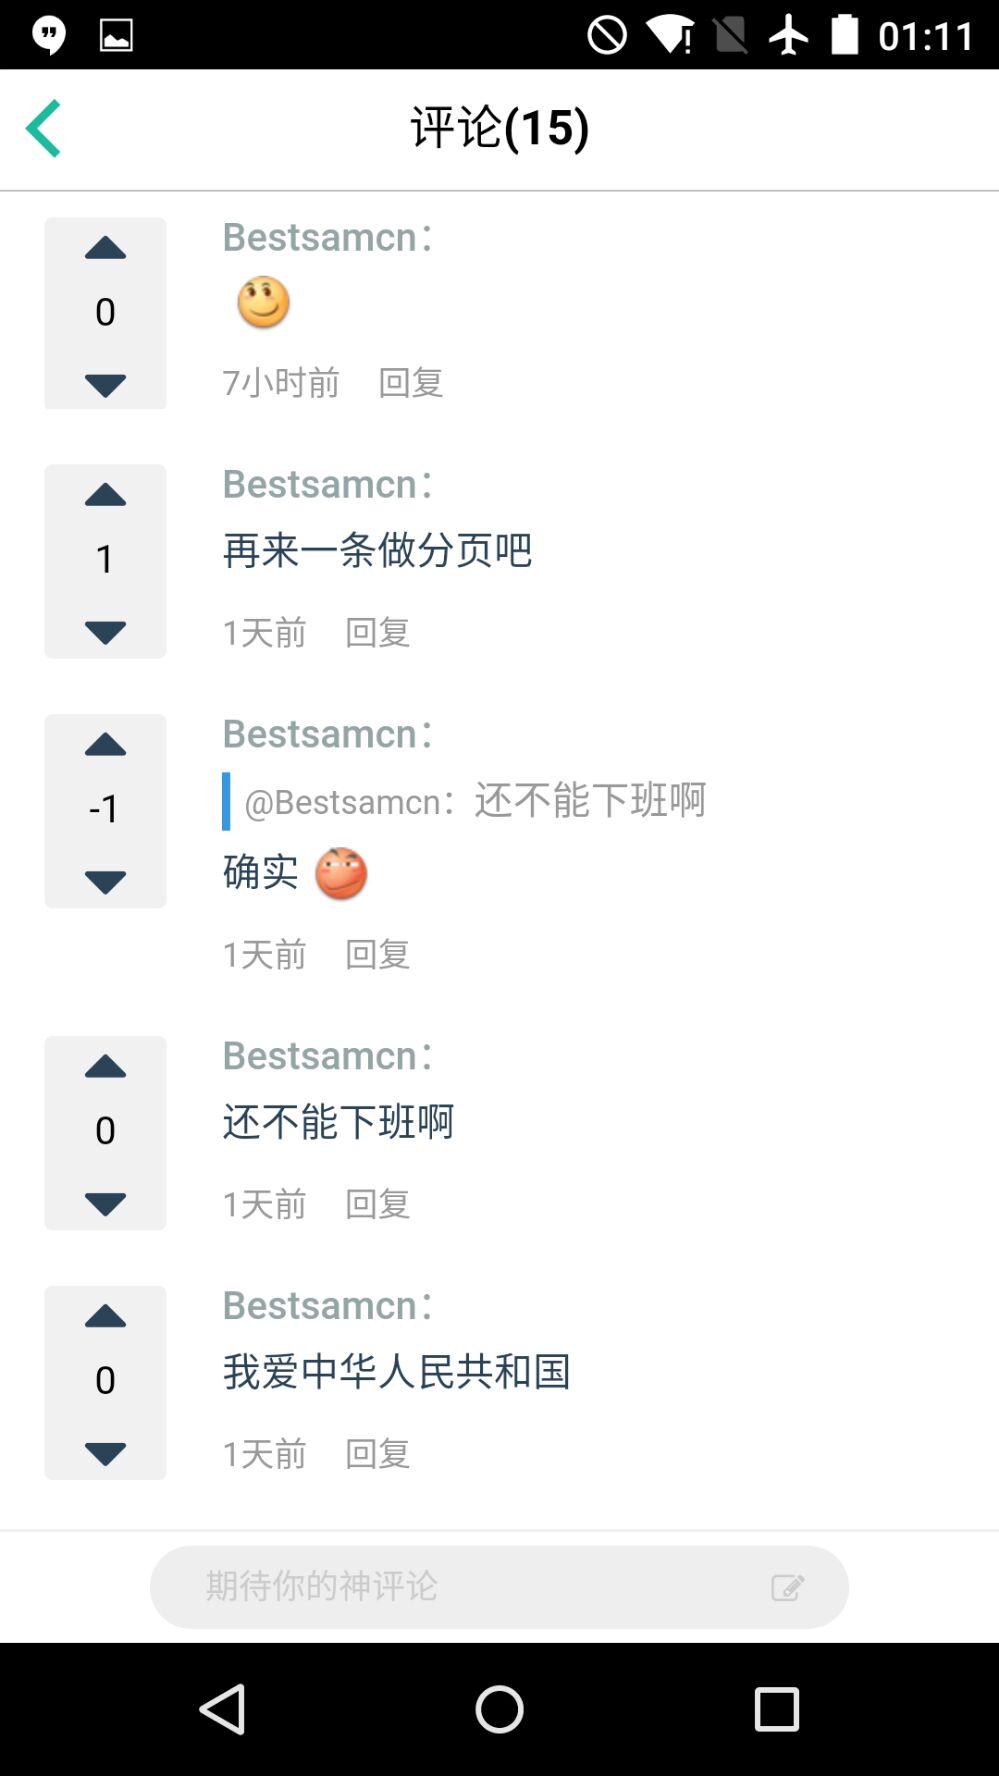 01:11
评论(15)
Bestsamcn：
0
7小时前 回复
Bestsamcn：
1
再来一条做分页吧
1天前 回复
Bestsamcn：
-1
@Bestsamcn：还不能下班啊
确实
1天前 回复
Bestsamcn：
0
还不能下班啊
1天前 回复
Bestsamcn：
0
我爱中华人民共和国
1天前 回复
期待你的神评论